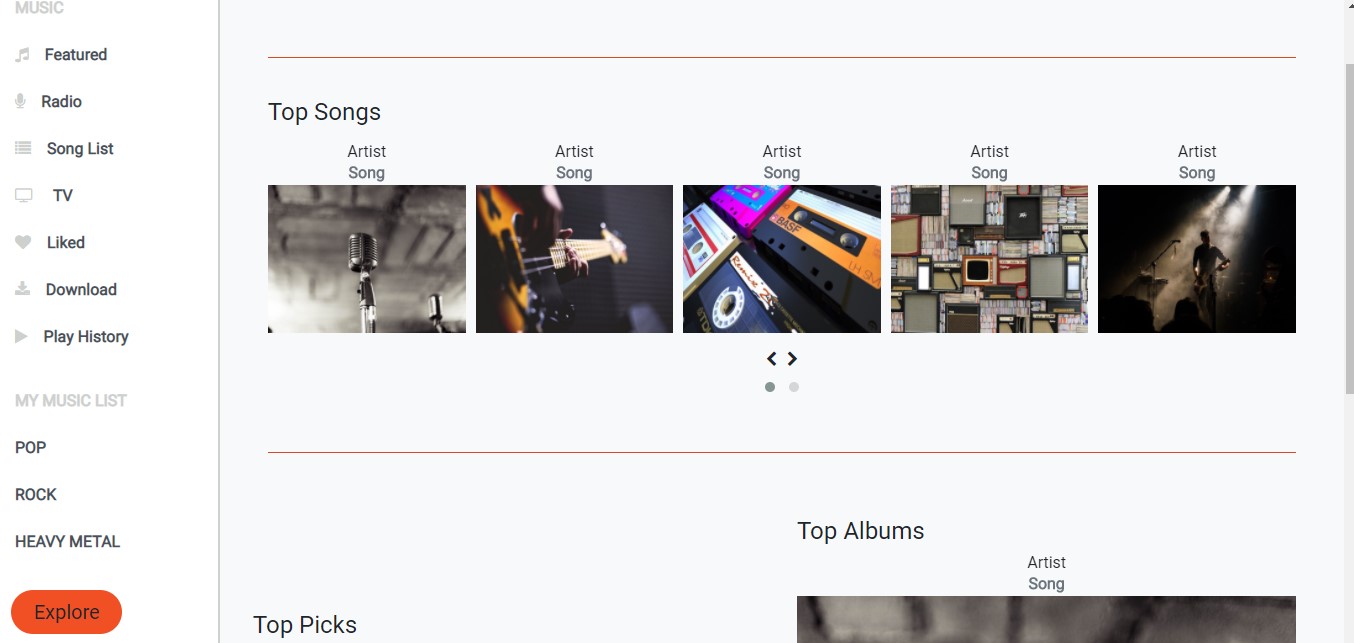 MUSIC
Featured
Radio
Song List
TV
Liked
Download
Play History
MY MUSIC LIST
POP
ROCK
HEAVY METAL
Explore
Top Songs
Artist
Song
Artist
Song
Artist
Song
Artist
Song
Artist
Song
BASF
Top Albums
Artist
Song
Top Picks